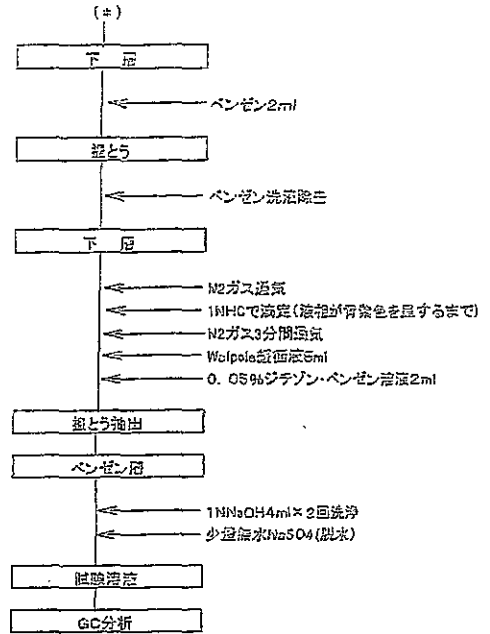 (*)
下 層
ベンゼン2ml
振とう
ベンゼン洗液除去
下 層
N2ガス通気
1NHCで滴定(液相が青紫色を呈するまで)
N2ガス3分間通気
Walpole緩衝液5ml
0. 05%ジチゾン・ベンゼン溶液2ml
振とう抽出
ベンゼン層
1NNaOH4ml×2回洗浄
少量無水NaSO4(脱水)
試験溶液
GC分析